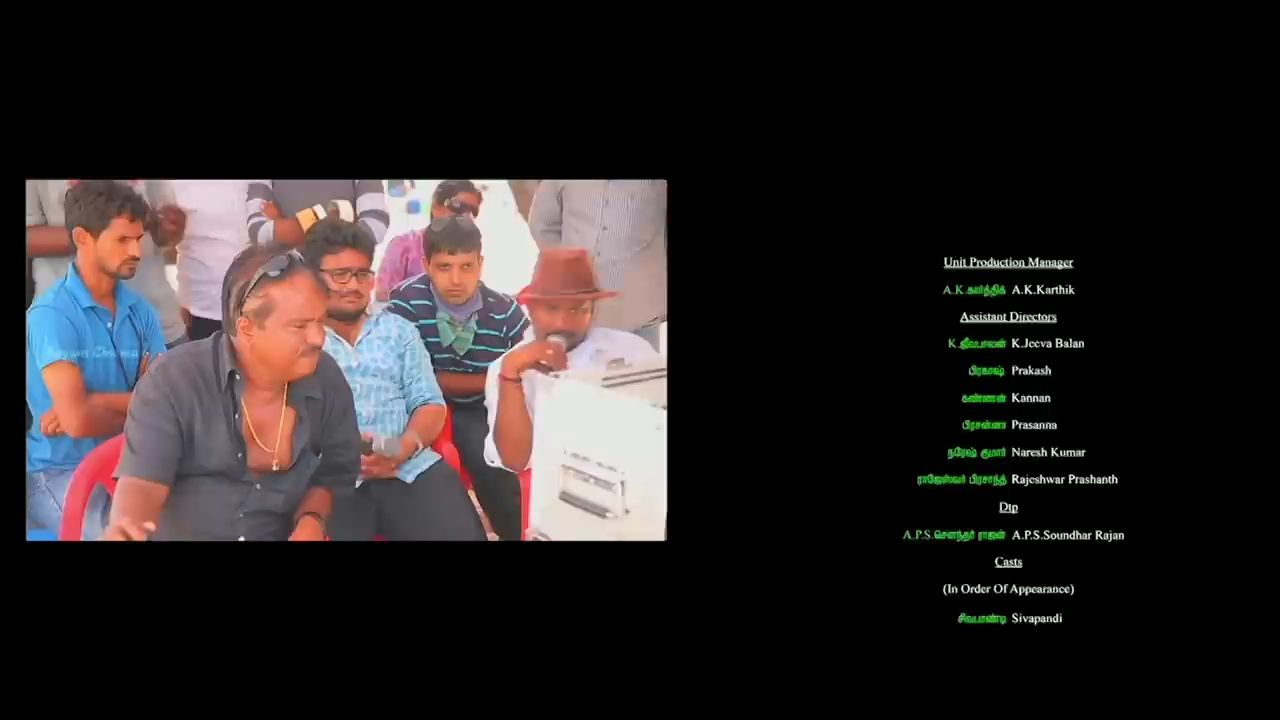 Unit Production Manager
A.K.கார்த்திக் A.K.Karthik
Assistant Directors
K.ஜீவபாலன் K.Jeeva Balan
பிரகாஷ் Prakash
கண்ணன் Kannan
பிரசன்னா Prasanna
நரேஷ் குமார் Naresh Kumar
ராஜேஸ்வர் பிரசாந்த் Rajeshwar Prashanth
Dtp
A.P.S.சௌந்தர் ராஜன் A.P.S.Soundhar Rajan
Casts
(In Order Of Appearance)
சிவபாண்டி Sivapandi